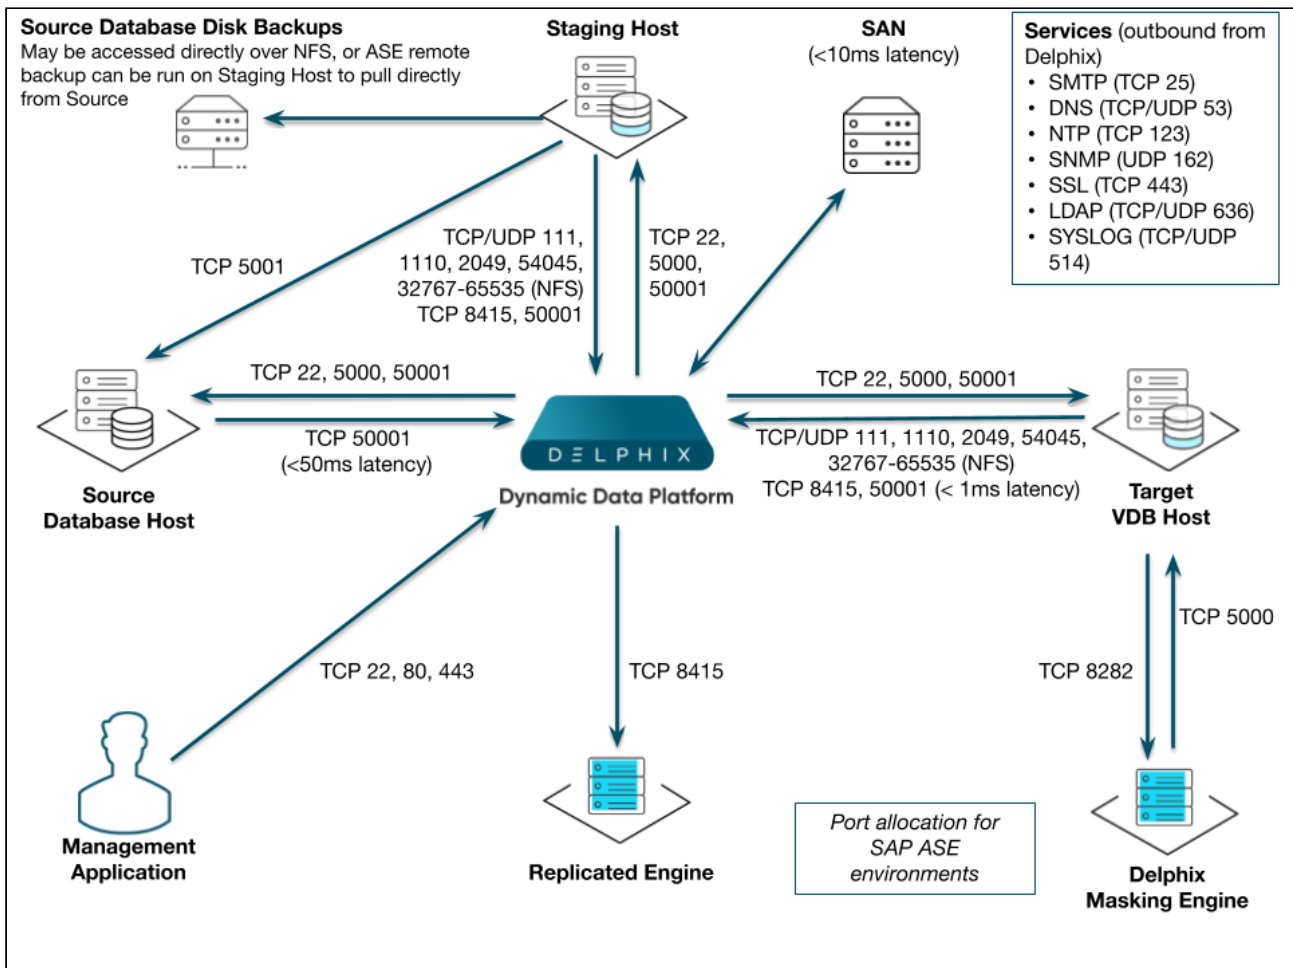 Source Database Disk Backups
May be accessed directly over NFS, or ASE remote
backup can be run on Staging Host to pull directly
from Source
Staging Host
SAN
(<10ms latency)
Services (outbound from
Delphix)
• SMTP (TCP 25)
• DNS (TCP/UDP 53)
• NTP (TCP 123)
• SNMP (UDP 162)
• SSL (TCP 443)
• LDAP (TCP/UDP 636)
• SYSLOG (TCP/UDP
514)
TCP 5001
TCP/UDP 111,
1110, 2049, 54045,
32767-65535 (NFS)
TCP 8415, 50001
TCP 22,
5000,
50001
TCP 22, 5000, 50001
TCP 50001
(<50ms latency)
Source
Database Host
DELPHIX
Dynamic Data Platform
TCP 22, 5000, 50001
TCP/UDP 111, 1110, 2049, 54045,
32767-65535 (NFS)
TCP 8415, 50001 (< 1ms latency)
Target
VDB Host
TCP 22, 80, 443
TCP 8415
TCP 8282
TCP 5000
Management
Application
Replicated Engine
Port allocation for
SAP ASE
environments
Delphix
Masking Engine